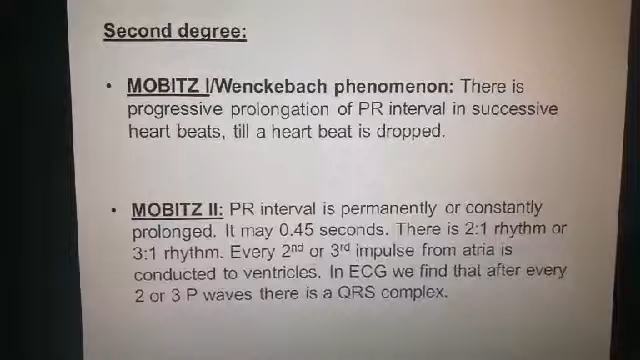 Second degree:
• MOBITZ I/Wenckebach phenomenon: There is
progressive prolongation of PR interval in successive
heart beats, till a heart beat is dropped.
• MOBITZ II: PR interval is permanently or constantly
prolonged. It may 0.45 seconds. There is 2:1 rhythm or
3:1 rhythm. Every 2nd or 3rd impulse from atria is
conducted to ventricles. In ECG we find that after every
2 or 3 P waves there is a QRS complex.